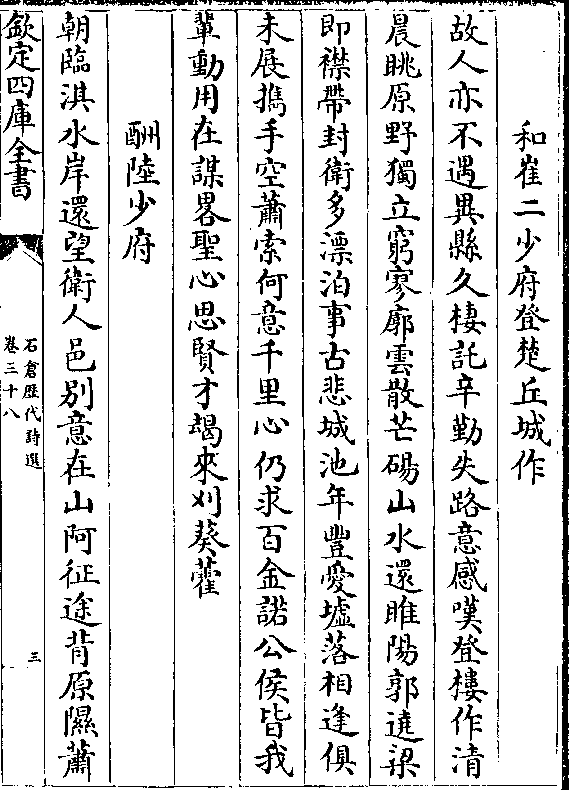 和崔二少府登楚丘城作
故人亦不遇異縣久棲託辛勤失路意感嘆登樓作清
晨眺原野獨立窮寥廓雲散芒碭山水還睢陽郭遶梁
即襟帶封衛多漂泊事古悲城池年豐愛墟落相逢俱
未展攜手空蕭索何意千里心仍求百金諾公侯皆我
輩動用在謀畧聖心思賢才朅來刈葵藿
酬陸少府
朝臨淇水岸還望衛人邑別意在山阿征途背原隰蕭
欽定四庫全書
石倉歷代詩選
卷三十八
三